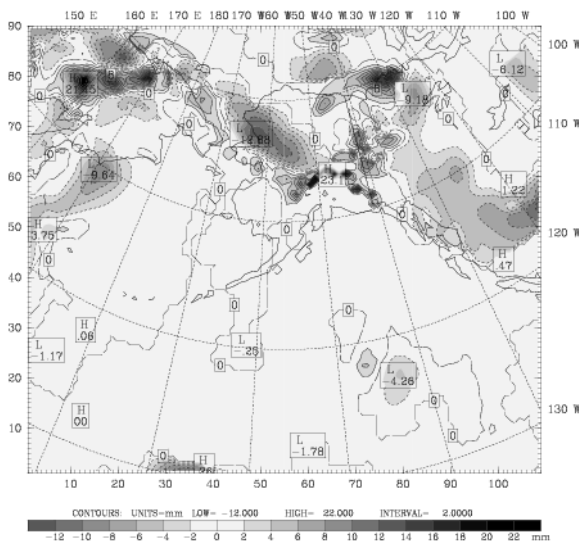 150 E 160 E 170 E 180 170 W 160 W 150 W 140 W 130 W 120 W 110 W 100 W
90
80
70
60
50
40
30
20
10
100 W
110 W
120 W
130 W
L
-6.12
H
L
-9.18
L
H
L
-9.64
H
1.22
H
3.75
H
.47
H
.06
L
-1.17
L
-.25
L
-4.26
H
00
L
-1.78
H
0
10 20 30 40 50 60 70 80 90 100
CONTOURS: UNITS=mm LOW= -12.000 HIGH= 22.000 INTERVAL= 2.0000
-12 -10 -8 -6 -4 -2 0 2 4 6 8 10 12 14 16 18 20 22 mm